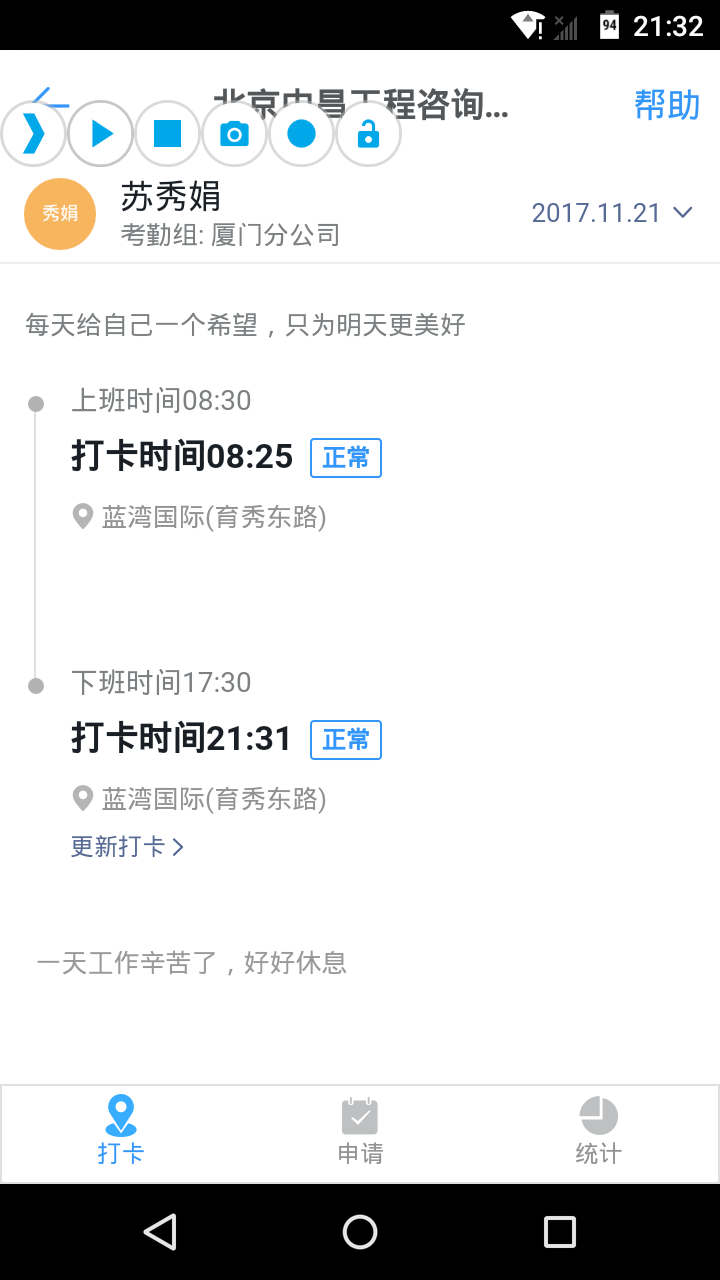 94 21:32
北京中昌工程咨询... 帮助
秀娟
苏秀娟
考勤组: 厦门分公司
2017.11.21
每天给自己一个希望，只为明天更美好
上班时间08:30
打卡时间08:25 正常
蓝湾国际(育秀东路)
下班时间17:30
打卡时间21:31 正常
蓝湾国际(育秀东路)
更新打卡
一天工作辛苦了，好好休息
打卡 申请 统计